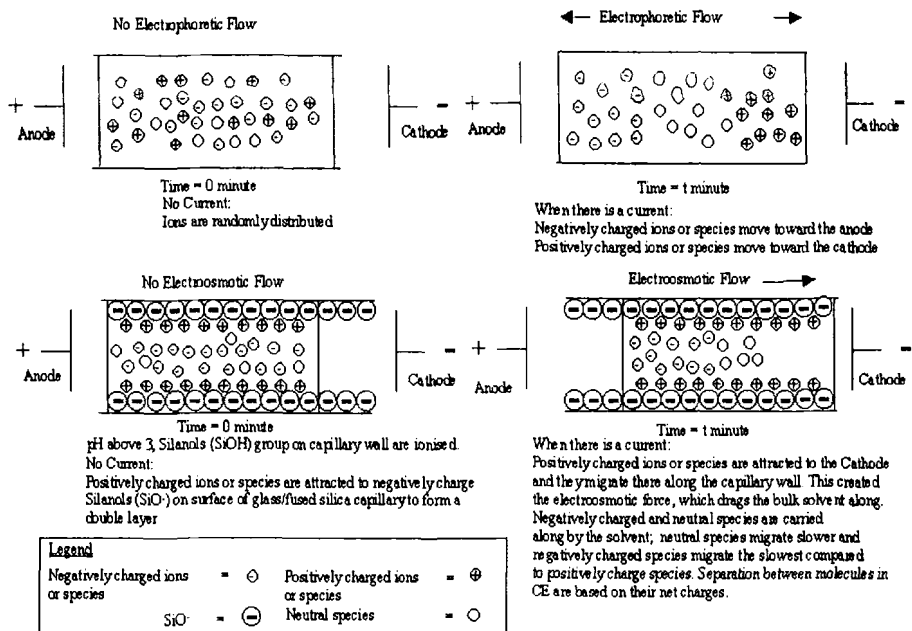 No Electrophoretic Flow
+
Anode
Cathode
-
Time = 0 minute
No Current:
Ions are randomly distributed
Electrophoretic Flow
+
Anode
Cathode
-
Time = t minute
When there is a current:
Negatively charged ions or species move toward the anode
Positively charged ions or species move toward the cathode
No Electroosmotic Flow
+
Anode
Cathode
-
Time = 0 minute
pH above 3, Silanols (SiOH) group on capillary wall are ionised.
No Current:
Positively charged ions or species are attracted to negatively charge
Silanols (SiO-) on surface of glass/fused silica capillary to form a
double layer
Electroosmotic Flow
+
Anode
Cathode
-
Time = t minute
When there is a current:
Positively charged ions or species are attracted to the Cathode
and they migrate there along the capillary wall. This created
the electroosmotic force, which drags the bulk solvent along.
Negatively charged and neutral species are carried
along by the solvent; neutral species migrate slower and
negatively charged species migrate the slowest compared
to positively charge species. Separation between molecules in
CE are based on their net charges.
Legend
Negatively charged ions =
or species
Positively charged ions =
or species
SiO- =
Neutral species =